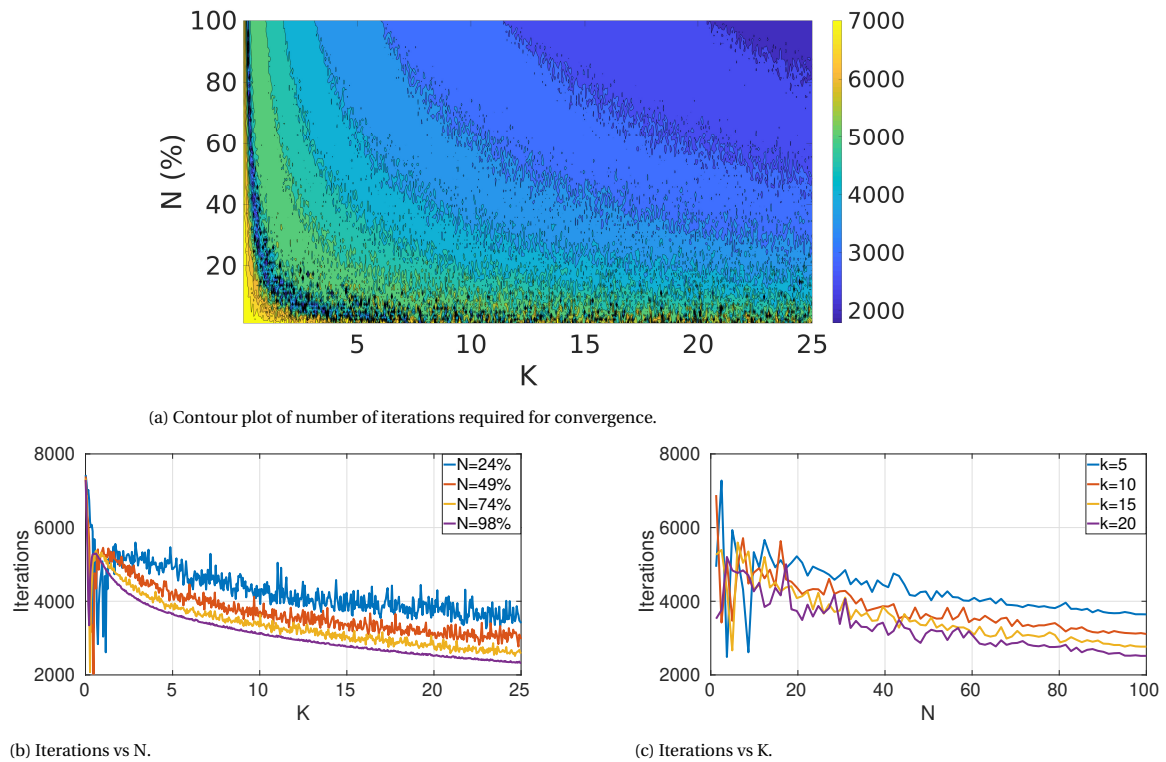 100
80
60
40
20
N (%)
5
10
15
20
25
K
7000
6000
5000
4000
3000
2000
(a) Contour plot of number of iterations required for convergence.
8000
6000
4000
2000
Iterations
0
5
10
15
20
25
K
N=24%
N=49%
N=74%
N=98%
(b) Iterations vs N.
8000
6000
4000
2000
Iterations
0
20
40
60
80
100
N
k=5
k=10
k=15
k=20
(c) Iterations vs K.